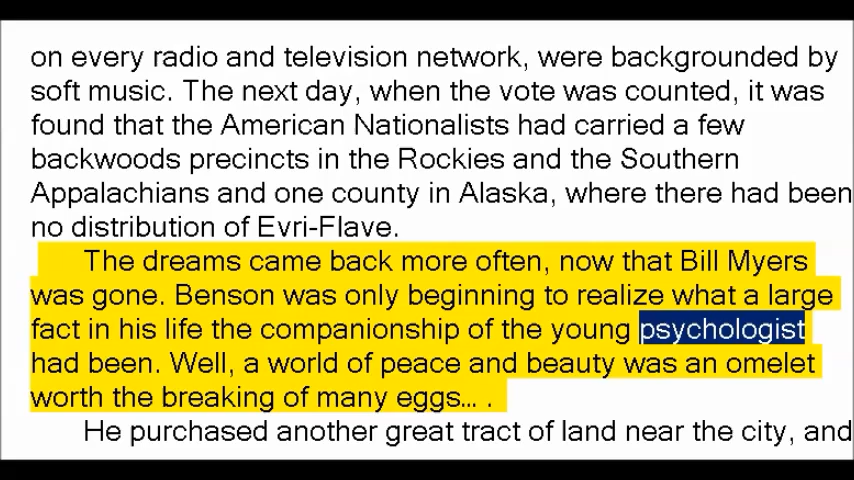 on every radio and television network, were backgrounded by
soft music. The next day, when the vote was counted, it was
found that the American Nationalists had carried a few
backwoods precincts in the Rockies and the Southern
Appalachians and one county in Alaska, where there had been
no distribution of Evri-Flave.
The dreams came back more often, now that Bill Myers
was gone. Benson was only beginning to realize what a large
fact in his life the companionship of the young psychologist
had been. Well, a world of peace and beauty was an omelet
worth the breaking of many eggs... .
He purchased another great tract of land near the city, and